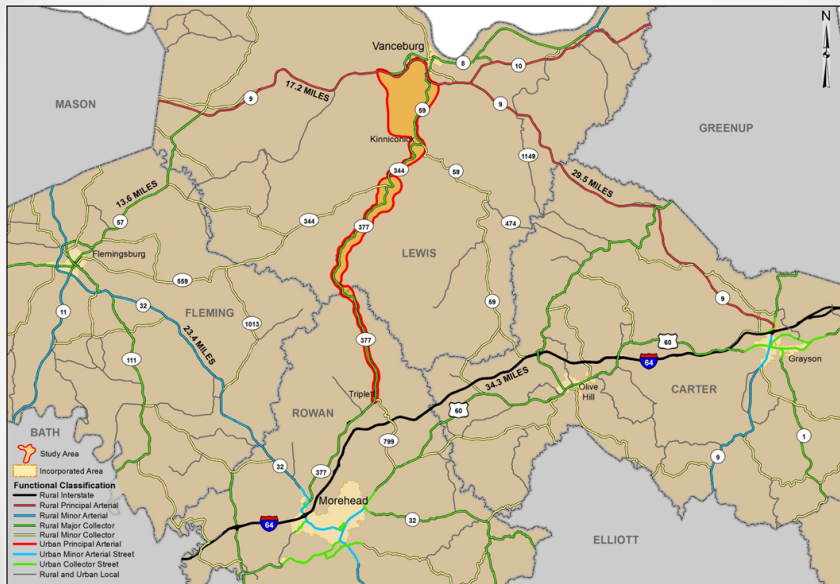 N
Vanceburg
8
10
MASON
9
17.2 MILES
59
9
GREENUP
Kinniconick
1149
344
59
29.5 MILES
13.6 MILES
57
344
377
474
Flemingsburg
LEWIS
559
59
32
FLEMING
9
11
1013
377
60
23.4 MILES
64
Grayson
111
34.3 MILES
Olive
Hill
CARTER
ROWAN
Triplett
60
BATH
799
1
Study Area
32
377
9
Incorporated Area
Functional Classification
Rural Interstate
Morehead
Rural Principal Arterial
Rural Minor Arterial
64
32
Rural Major Collector
Rural Minor Collector
ELLIOTT
Urban Principal Arterial
Urban Minor Arterial Street
Urban Collector Street
Rural and Urban Local